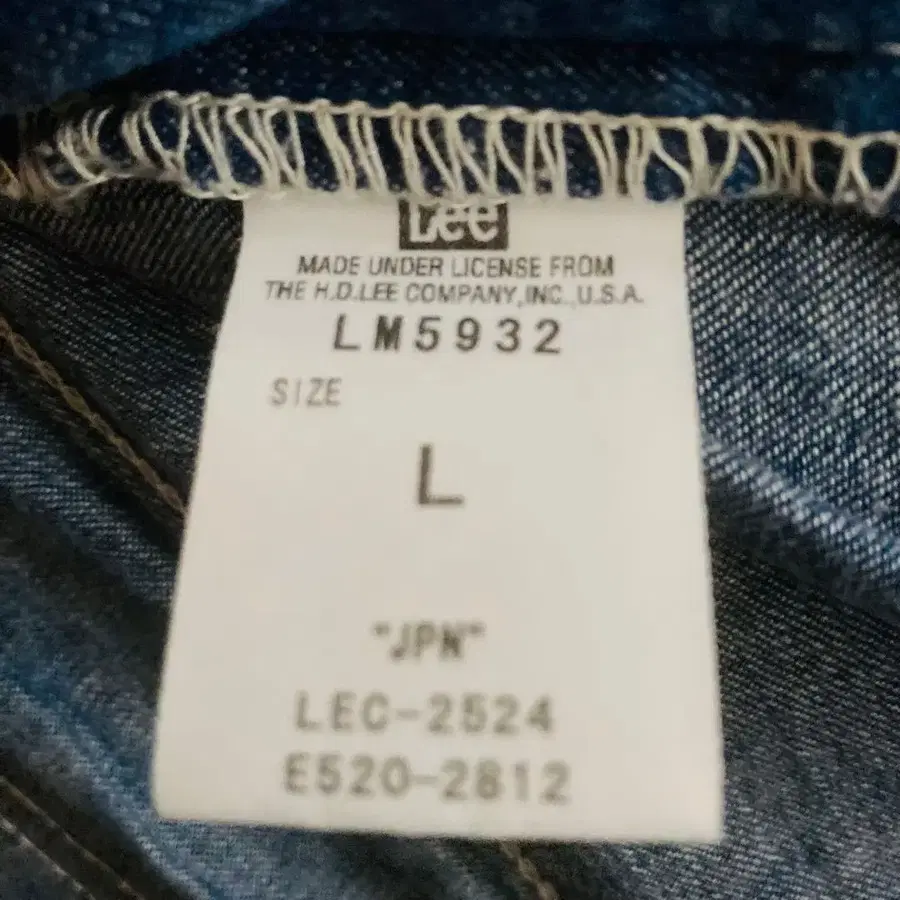 Lee
MADE UNDER LICENSE FROM
THE H.D.LEE COMPANY,INC.,U.S.A.
LM5932
SIZE
L
"JPN"
LEC-2524
E520-2812